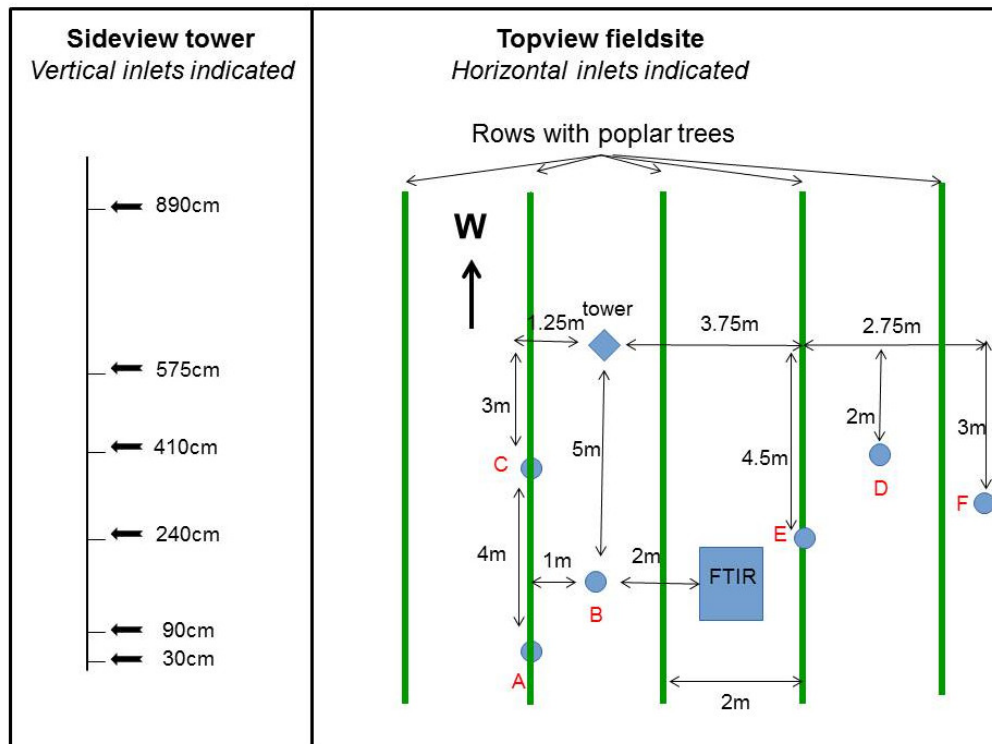 Sideview tower
Vertical inlets indicated
890cm
575cm
410cm
240cm
90cm
30cm
Topview fieldsite
Horizontal inlets indicated
Rows with poplar trees
W
tower
1.25m
3.75m
2.75m
3m
5m
4.5m
2m
3m
C
D
F
E
4m
1m
2m
FTIR
B
A
2m